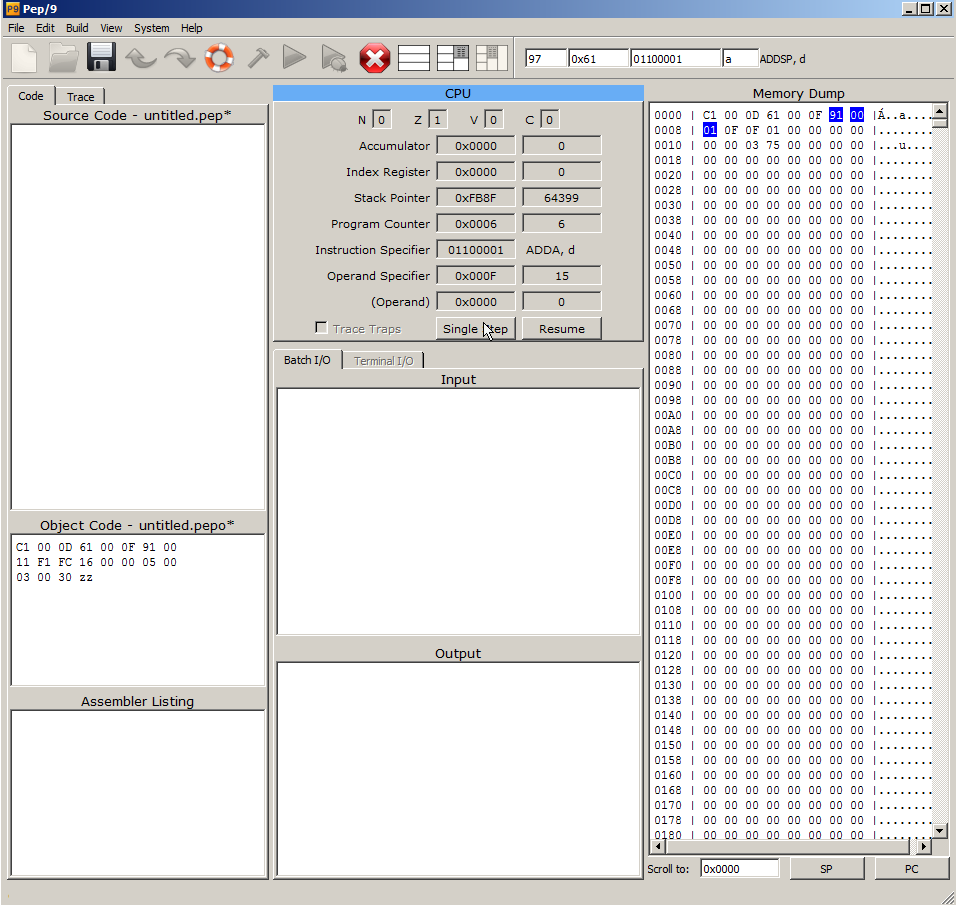 P9 Pep/9
File Edit Build View System Help
97 0x61 01100001 a ADDSP, d
Code Trace
Source Code - untitled.pep*
Object Code - untitled.pepo*
C1 00 0D 61 00 0F 91 00
11 F1 FC 16 00 00 05 00
03 00 30 zz
Assembler Listing
CPU
N 0 Z 1 V 0 C 0
Accumulator 0x0000 0
Index Register 0x0000 0
Stack Pointer 0xFB8F 64399
Program Counter 0x0006 6
Instruction Specifier 01100001 ADDA, d
Operand Specifier 0x000F 15
(Operand) 0x0000 0
Trace Traps Single Step Resume
Batch I/O Terminal I/O
Input
Output
Memory Dump
0000 | C1 00 0D 61 00 0F 91 00 |Á..a....
0008 | 01 0F 0F 01 00 00 00 00 |........
0010 | 00 00 03 75 00 00 00 00 |...u....
0018 | 00 00 00 00 00 00 00 00 |........
0020 | 00 00 00 00 00 00 00 00 |........
0028 | 00 00 00 00 00 00 00 00 |........
0030 | 00 00 00 00 00 00 00 00 |........
0038 | 00 00 00 00 00 00 00 00 |........
0040 | 00 00 00 00 00 00 00 00 |........
0048 | 00 00 00 00 00 00 00 00 |........
0050 | 00 00 00 00 00 00 00 00 |........
0058 | 00 00 00 00 00 00 00 00 |........
0060 | 00 00 00 00 00 00 00 00 |........
0068 | 00 00 00 00 00 00 00 00 |........
0070 | 00 00 00 00 00 00 00 00 |........
0078 | 00 00 00 00 00 00 00 00 |........
0080 | 00 00 00 00 00 00 00 00 |........
0088 | 00 00 00 00 00 00 00 00 |........
0090 | 00 00 00 00 00 00 00 00 |........
0098 | 00 00 00 00 00 00 00 00 |........
00A0 | 00 00 00 00 00 00 00 00 |........
00A8 | 00 00 00 00 00 00 00 00 |........
00B0 | 00 00 00 00 00 00 00 00 |........
00B8 | 00 00 00 00 00 00 00 00 |........
00C0 | 00 00 00 00 00 00 00 00 |........
00C8 | 00 00 00 00 00 00 00 00 |........
00D0 | 00 00 00 00 00 00 00 00 |........
00D8 | 00 00 00 00 00 00 00 00 |........
00E0 | 00 00 00 00 00 00 00 00 |........
00E8 | 00 00 00 00 00 00 00 00 |........
00F0 | 00 00 00 00 00 00 00 00 |........
00F8 | 00 00 00 00 00 00 00 00 |........
0100 | 00 00 00 00 00 00 00 00 |........
0108 | 00 00 00 00 00 00 00 00 |........
0110 | 00 00 00 00 00 00 00 00 |........
0118 | 00 00 00 00 00 00 00 00 |........
0120 | 00 00 00 00 00 00 00 00 |........
0128 | 00 00 00 00 00 00 00 00 |........
0130 | 00 00 00 00 00 00 00 00 |........
0138 | 00 00 00 00 00 00 00 00 |........
0140 | 00 00 00 00 00 00 00 00 |........
0148 | 00 00 00 00 00 00 00 00 |........
0150 | 00 00 00 00 00 00 00 00 |........
0158 | 00 00 00 00 00 00 00 00 |........
0160 | 00 00 00 00 00 00 00 00 |........
0168 | 00 00 00 00 00 00 00 00 |........
0170 | 00 00 00 00 00 00 00 00 |........
0178 | 00 00 00 00 00 00 00 00 |........
0180 | 00 00 00 00 00 00 00 00 |........
Scroll to: 0x0000 SP PC